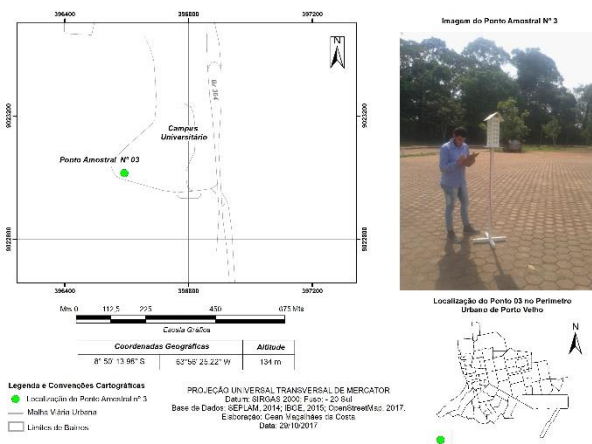 396400
396800
397200
Imagem do Ponto Amostral Nº 3
N
BR 364
9023200
9023200
Campus
Universitário
Ponto Amostral Nº 03
9022800
9022800
396400
396800
397200
Mts 0 112,5 225 450 675 Mts
Escala Gráfica
Coordenadas Geográficas Altitude
8° 50' 13.96" S 63°56' 25.22" W 134 m
Localização do Ponto 03 no Perímetro
Urbano de Porto Velho
N
Legenda e Convenções Cartográficas
Localização do Ponto Amostral nº 3
Malha Viária Urbana
Limites de Bairros
PROJEÇÃO UNIVERSAL TRANSVERSAL DE MERCATOR
Datum: SIRGAS 2000; Fuso: - 20 Sul
Base de Dados: SEPLAM, 2014; IBGE, 2015; OpenStreetMap, 2017.
Elaboração: Gean Magalhães da Costa
Data: 29/10/2017